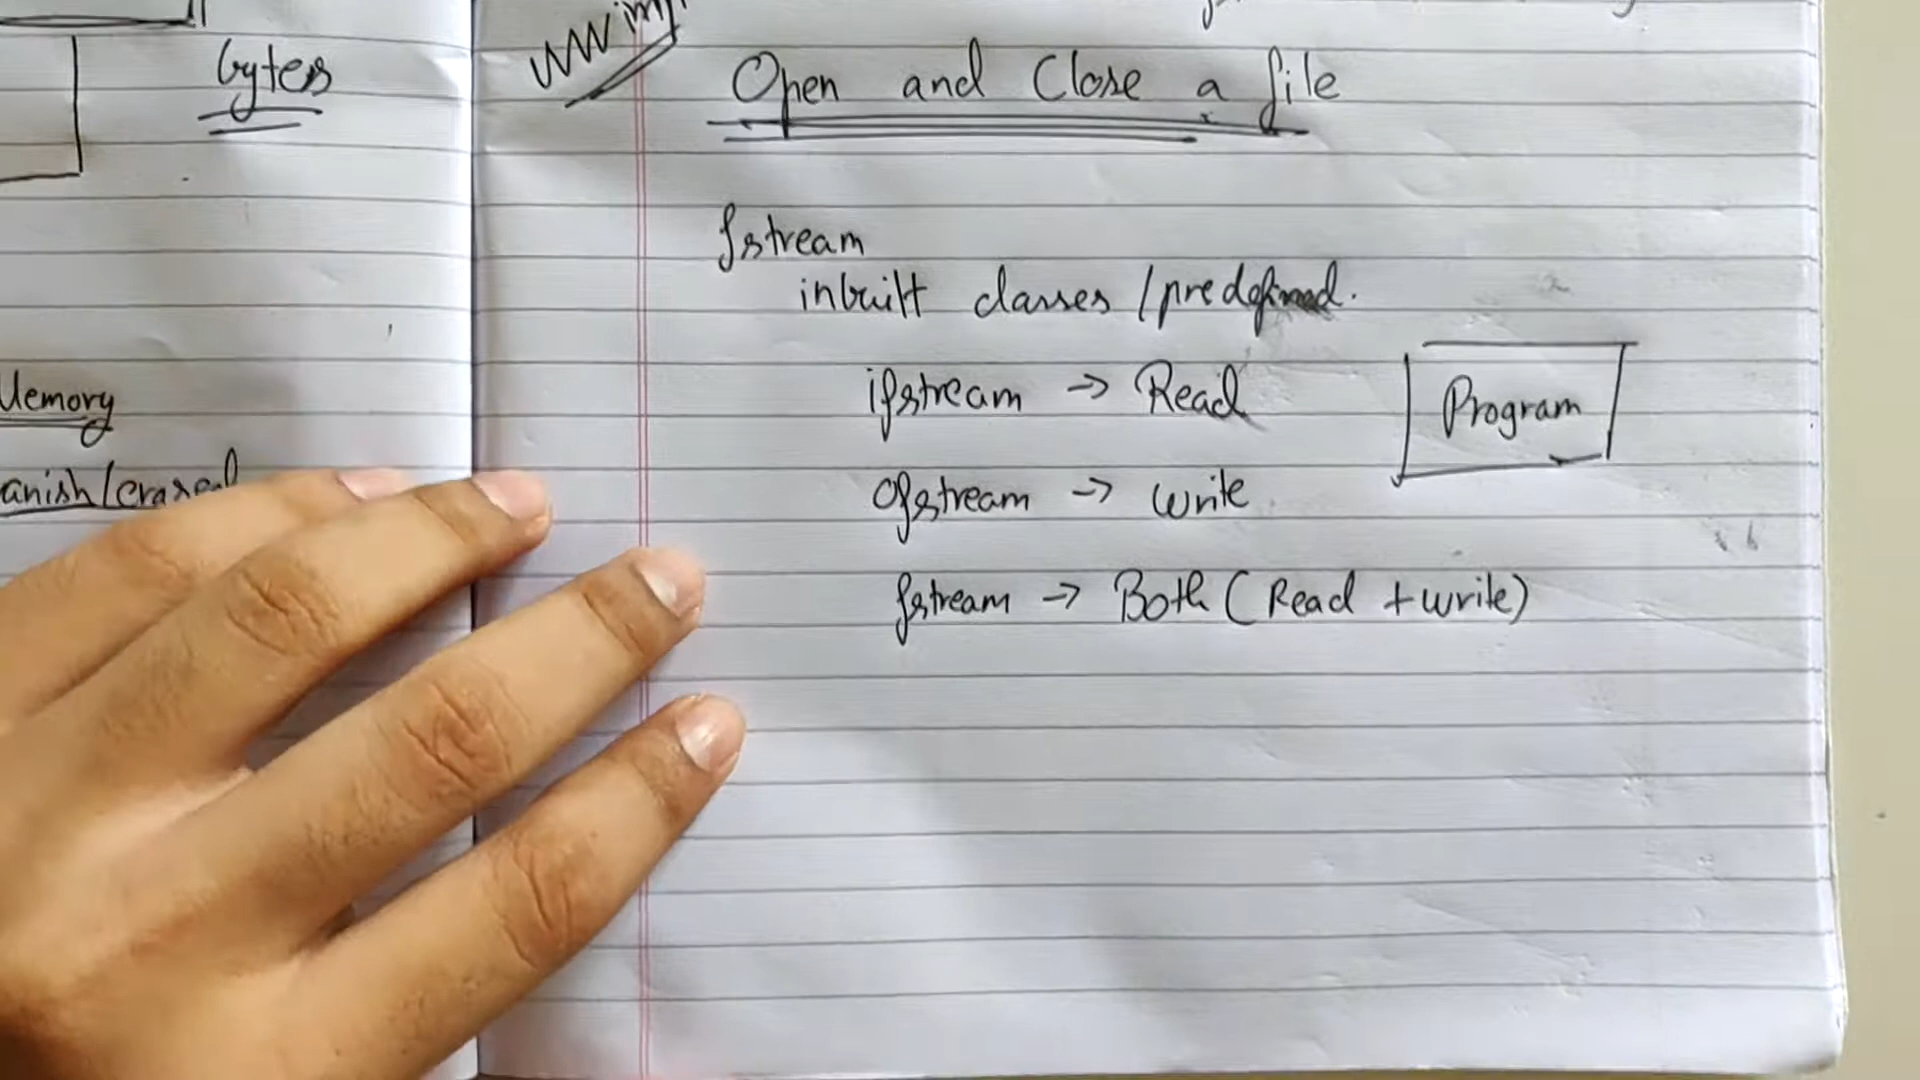 bytes
Memory
imp
Open and Close a file
fstream
inbuilt classes / predefined.
ifstream → Read
Program
Ofstream → write
fstream → Both ( Read + write)